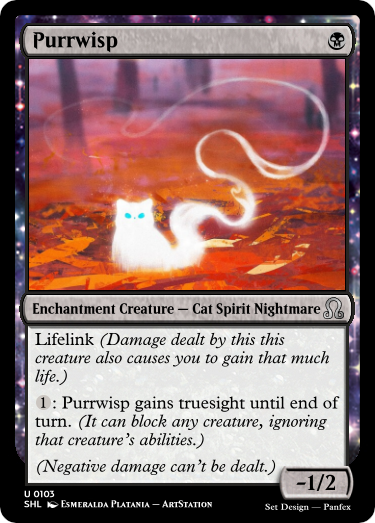 Purrwisp
Enchantment Creature — Cat Spirit Nightmare
Lifelink (Damage dealt by this this
creature also causes you to gain that much
life.)
1: Purrwisp gains truesight until end of
turn. (It can block any creature, ignoring
that creature's abilities.)
(Negative damage can't be dealt.)
-1/2
U 0103
SHL Esmeralda Platania — ArtStation
Set Design — Panfex